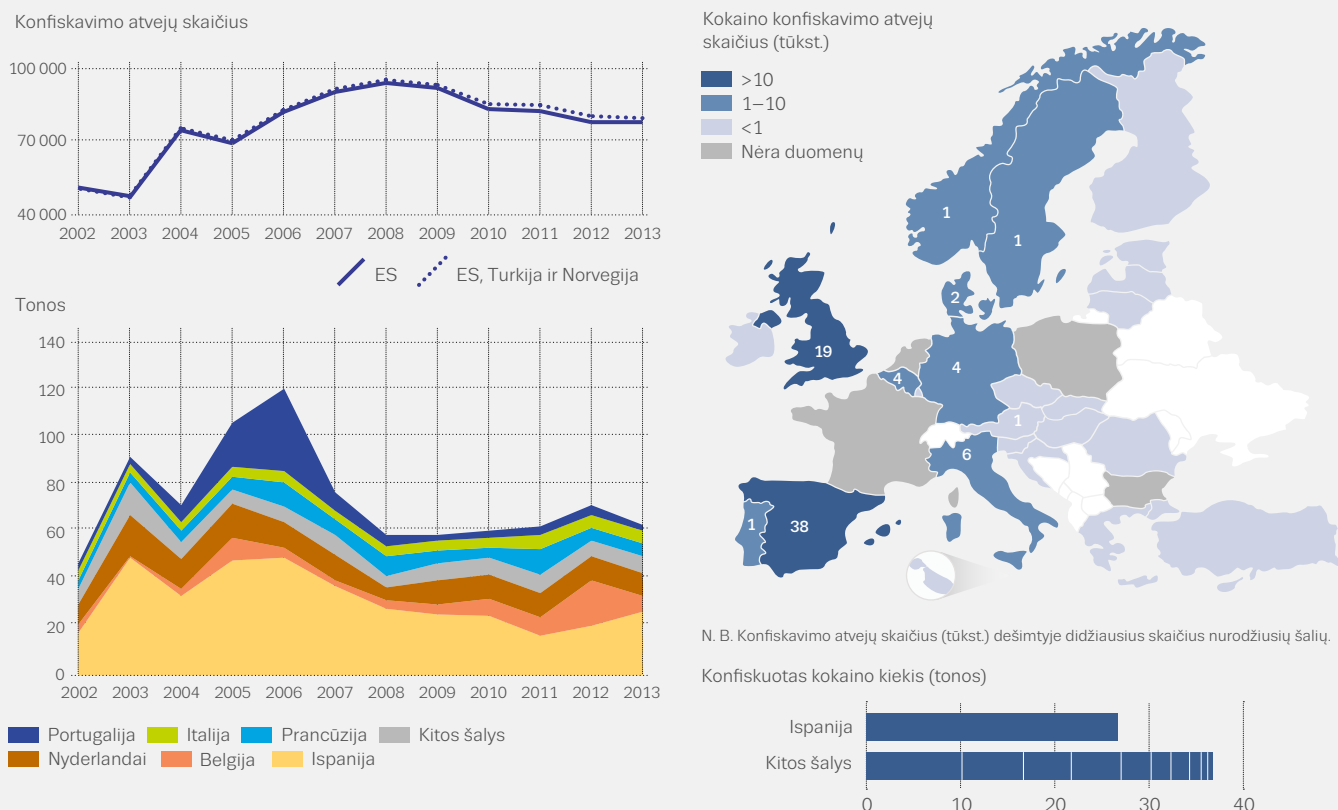 Konfiskavimo atvejų skaičius
100 000
70 000
40 000
2002 2003 2004 2005 2006 2007 2008 2009 2010 2011 2012 2013
ES
ES, Turkija ir Norvegija
Tonos
140
120
100
80
60
40
20
0
2002 2003 2004 2005 2006 2007 2008 2009 2010 2011 2012 2013
Portugalija Italija Prancūzija Kitos šalys
Nyderlandai Belgija Ispanija
Kokaino konfiskavimo atvejų
skaičius (tūkst.)
>10
1–10
<1
Nėra duomenų
1
1
2
19
4
4
1
6
1
38
N. B. Konfiskavimo atvejų skaičius (tūkst.) dešimtyje didžiausius skaičius nurodžiusių šalių.
Konfiskuotas kokaino kiekis (tonos)
Ispanija
Kitos šalys
0 10 20 30 40